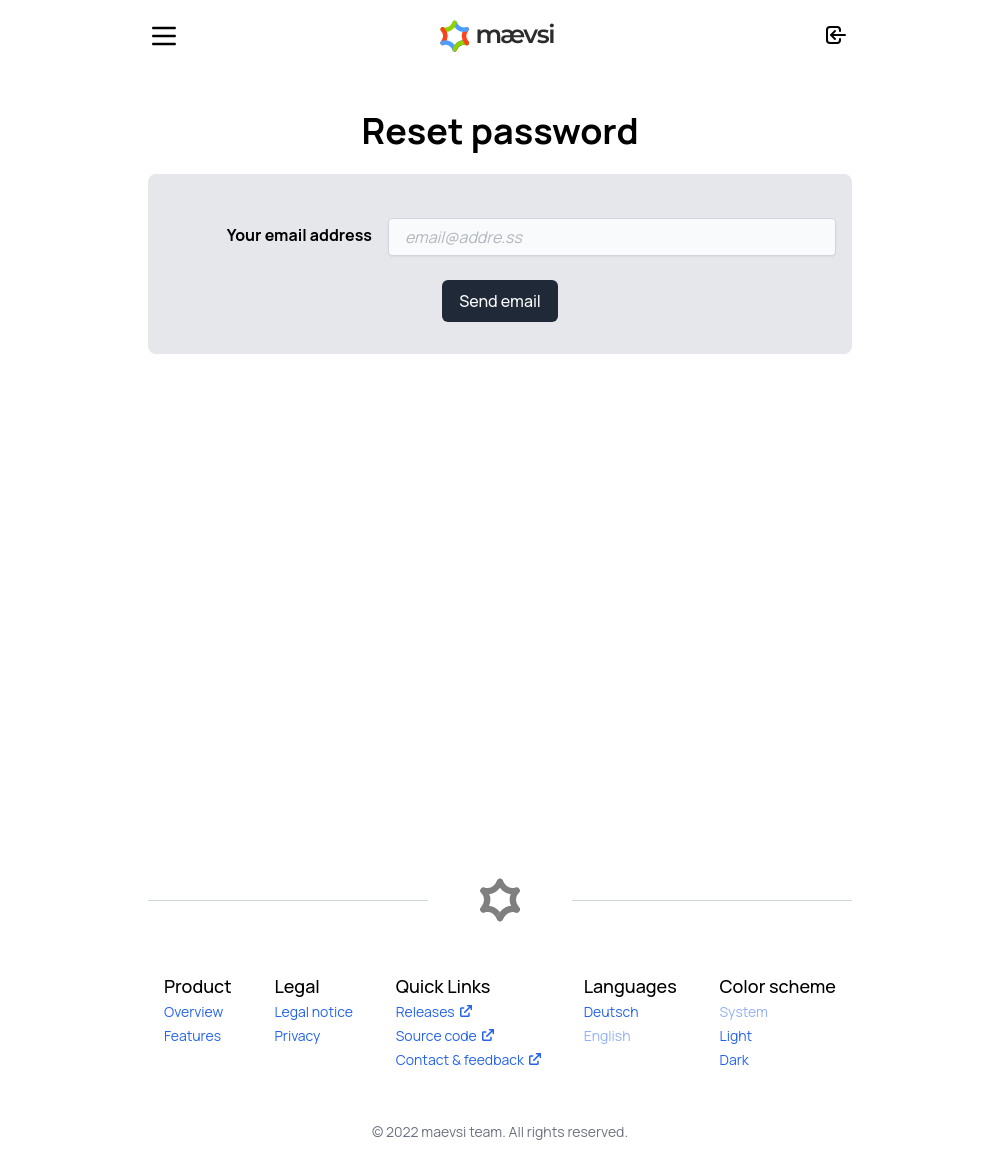 mævsi
Reset password
Your email address
email@addre.ss
Send email
Product
Overview
Features
Legal
Legal notice
Privacy
Quick Links
Releases
Source code
Contact & feedback
Languages
Deutsch
English
Color scheme
System
Light
Dark
© 2022 maevsi team. All rights reserved.